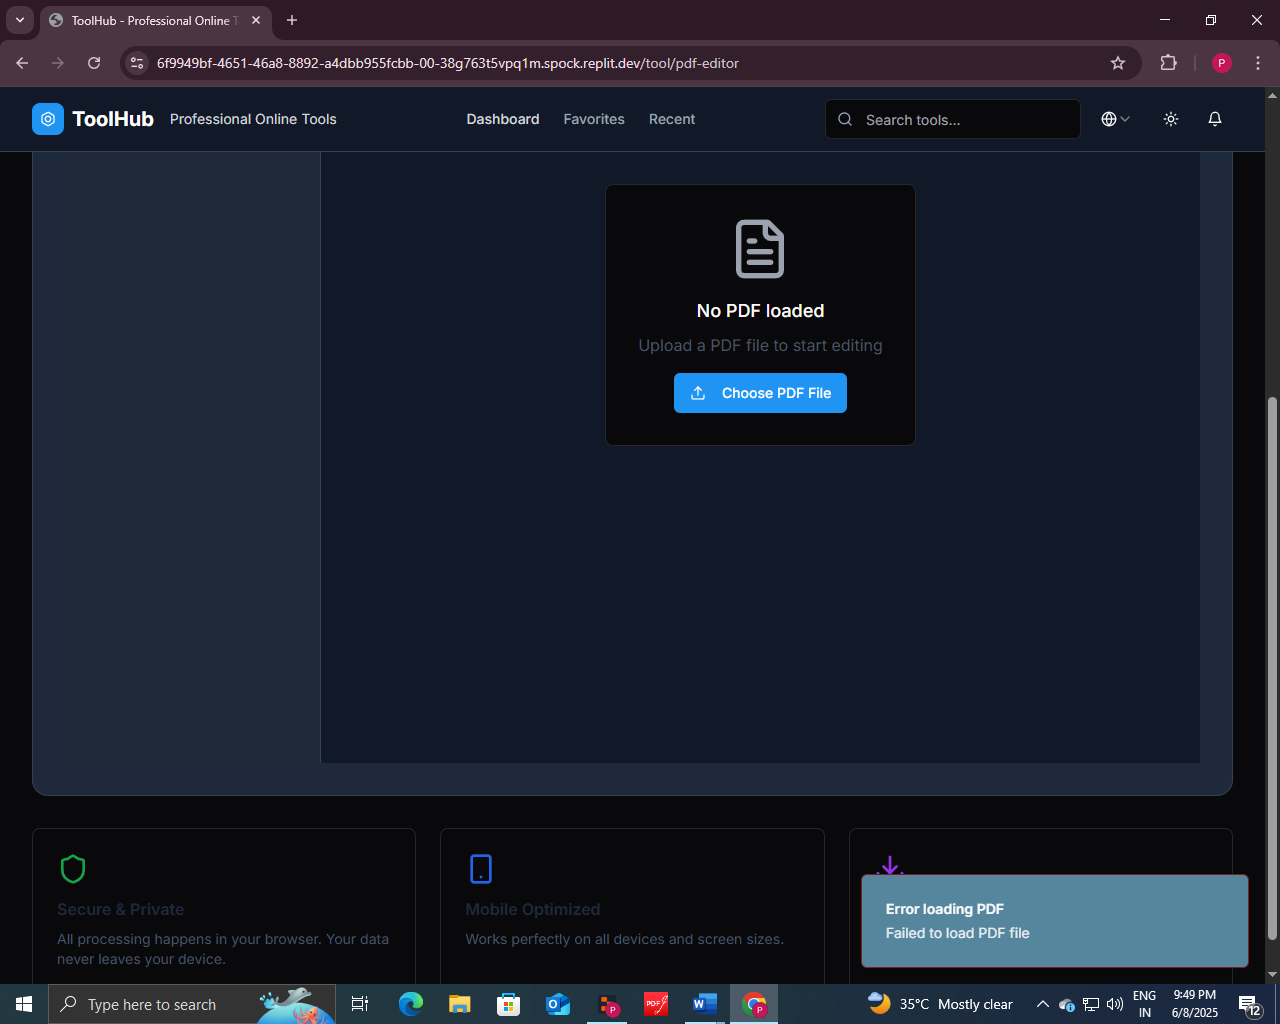 ToolHub - Professional Online T
6f9949bf-4651-46a8-8892-a4dbb955fcbb-00-38g763t5vpq1m.spock.replit.dev/tool/pdf-editor
P
ToolHub
Professional Online Tools
Dashboard
Favorites
Recent
Search tools...
No PDF loaded
Upload a PDF file to start editing
Choose PDF File
Secure & Private
All processing happens in your browser. Your data
never leaves your device.
Mobile Optimized
Works perfectly on all devices and screen sizes.
Error loading PDF
Failed to load PDF file
Type here to search
O
P
PDF
W
P
35°C Mostly clear
ENG
IN
9:49 PM
6/8/2025
12